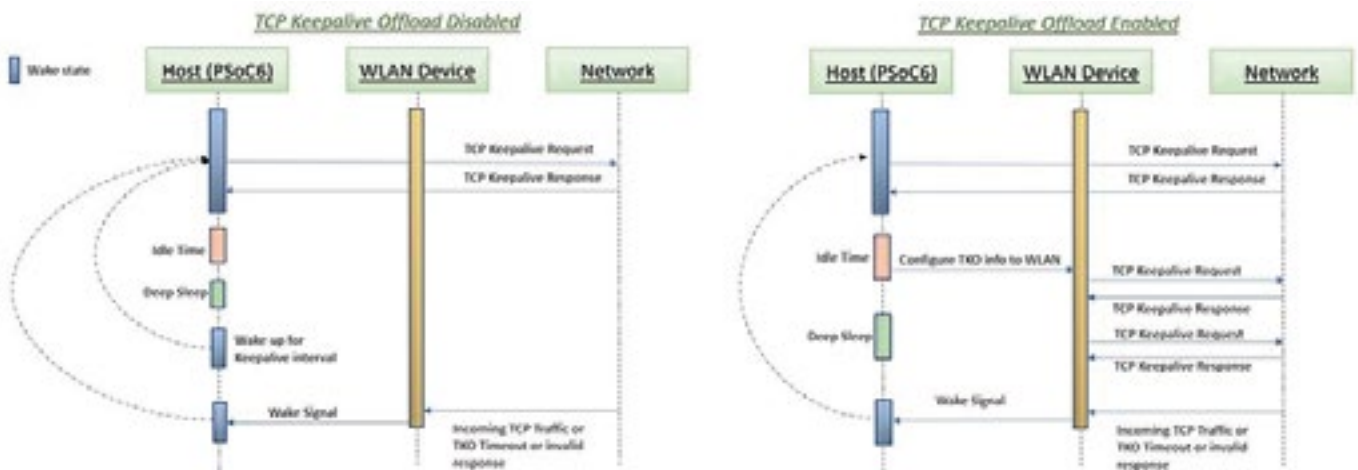 TCP Keepalive Offload Disabled
Wake state
Host (PSoC6)
WLAN Device
Network
TCP Keepalive Request
TCP Keepalive Response
Idle Time
Deep Sleep
Wake up for
Keepalive interval
Wake Signal
Incoming TCP Traffic or
TKO Timeout or invalid
response
TCP Keepalive Offload Enabled
Host (PSoC6)
WLAN Device
Network
TCP Keepalive Request
TCP Keepalive Response
Idle Time
Configure TKO info to WLAN
TCP Keepalive Request
TCP Keepalive Response
Deep Sleep
TCP Keepalive Request
TCP Keepalive Response
Wake Signal
Incoming TCP Traffic or
TKO Timeout or invalid
response